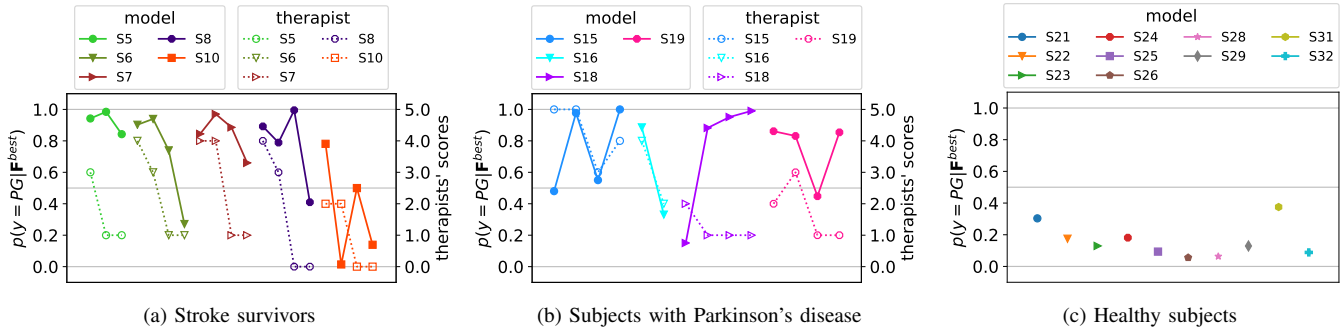 model
S5 S8
S6 S10
S7
therapist
S5 S8
S6 S10
S7
p(y = PG|F^best)
1.0
0.8
0.6
0.4
0.2
0.0
5.0
4.0
3.0
2.0
1.0
0.0
therapists' scores
(a) Stroke survivors
model
S15 S19
S16
S18
therapist
S15 S19
S16
S18
p(y = PG|F^best)
1.0
0.8
0.6
0.4
0.2
0.0
5.0
4.0
3.0
2.0
1.0
0.0
therapists' scores
(b) Subjects with Parkinson's disease
model
S21 S24 S28 S31
S22 S25 S29 S32
S23 S26
p(y = PG|F^best)
1.0
0.8
0.6
0.4
0.2
0.0
(c) Healthy subjects